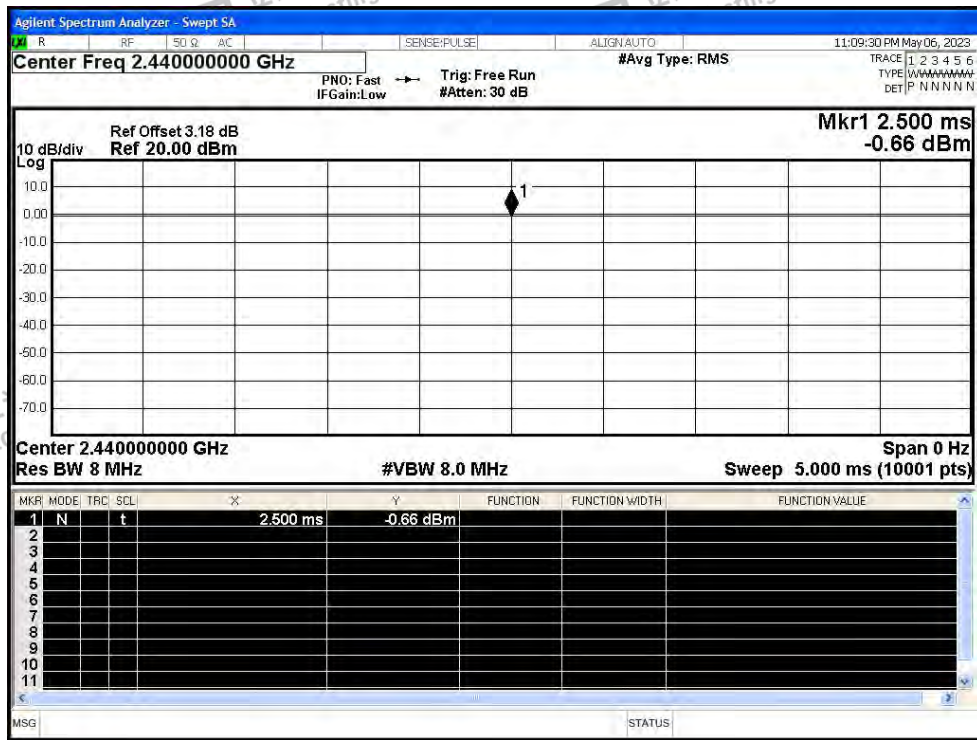 Agilent Spectrum Analyzer - Swept SA
LXI R RF 50 Ω AC SENSE:PULSE ALIGNAUTO 11:09:30 PM May 06, 2023
Center Freq 2.440000000 GHz #Avg Type: RMS TRACE 1 2 3 4 5 6
PNO: Fast Trig: Free Run TYPE WWWWWW
IFGain:Low #Atten: 30 dB DET P N N N N N
Mkr1 2.500 ms
Ref Offset 3.18 dB
10 dB/div Ref 20.00 dBm -0.66 dBm
Log
10.0
1
0.00
-10.0
-20.0
-30.0
-40.0
-50.0
-60.0
-70.0
Center 2.440000000 GHz Span 0 Hz
Res BW 8 MHz #VBW 8.0 MHz Sweep 5.000 ms (10001 pts)
MKR MODE TRC SCL X Y FUNCTION FUNCTION WIDTH FUNCTION VALUE
1 N t 2.500 ms -0.66 dBm
2
3
4
5
6
7
8
9
10
11
MSG STATUS